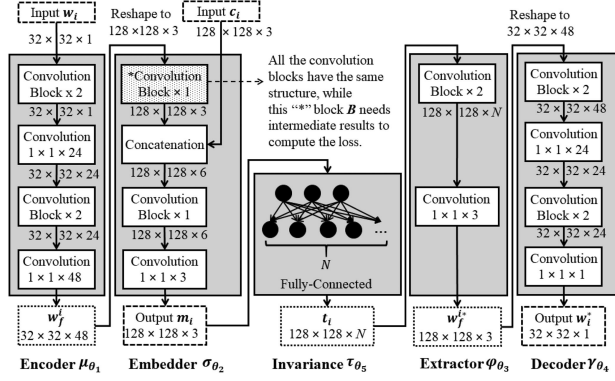 Input w_i
32 × 32 × 1
Convolution
Block x 2
32 × 32 × 1
Convolution
1 × 1 × 24
32 × 32 × 24
Convolution
Block × 2
32 × 32 × 24
Convolution
1 × 1 × 48
w_f^i
32 × 32 × 48
Encoder μ_θ1
Reshape to
128 × 128 × 3
Input c_i
128 × 128 × 3
*Convolution
Block × 1
128 × 128 × 3
Concatenation
128 × 128 × 6
Convolution
Block × 1
128 × 128 × 6
Convolution
1 × 1 × 3
Output m_i
128 × 128 × 3
Embedder σ_θ2
All the convolution
blocks have the same
structure, while
this “*” block B needs
intermediate results to
compute the loss.
...
N
Fully-Connected
t_i
128 × 128 × N
Invariance τ_θ5
Convolution
Block × 2
128 × 128 × N
Convolution
1 × 1 × 3
w_f^i*
128 × 128 × 3
Extractor φ_θ3
Reshape to
32 × 32 × 48
Convolution
Block × 2
32 × 32 × 48
Convolution
1 × 1 × 24
32 × 32 × 24
Convolution
Block × 2
32 × 32 × 24
Convolution
1 × 1 × 1
Output w_i^*
32 × 32 × 1
Decoder γ_θ4